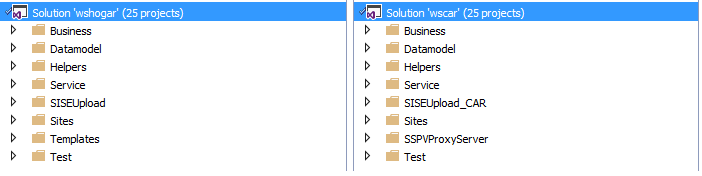 Solution 'wshogar' (25 projects)
Business
Datamodel
Helpers
Service
SISEUpload
Sites
Templates
Test
Solution 'wscar' (25 projects)
Business
Datamodel
Helpers
Service
SISEUpload_CAR
Sites
SSPVProxyServer
Test